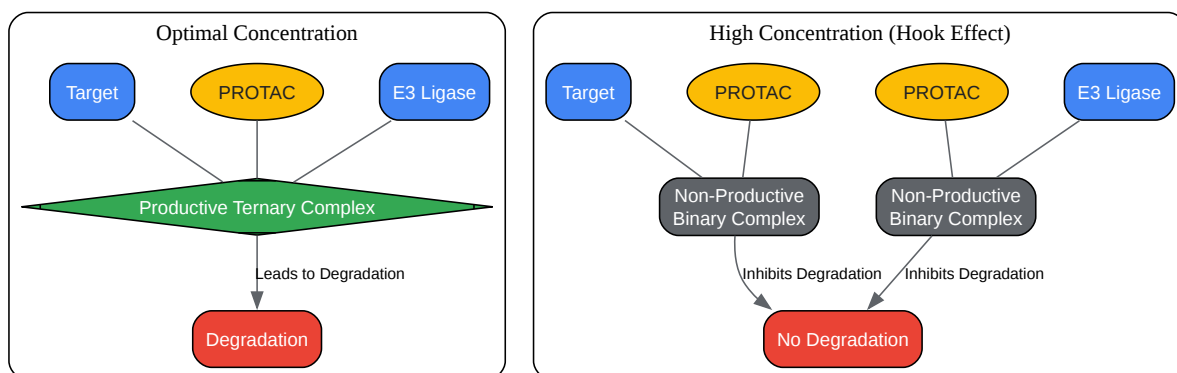 Optimal Concentration
Target
PROTAC
E3 Ligase
Productive Ternary Complex
Leads to Degradation
Degradation
High Concentration (Hook Effect)
Target
PROTAC
PROTAC
E3 Ligase
Non-Productive
Binary Complex
Non-Productive
Binary Complex
Inhibits Degradation
Inhibits Degradation
No Degradation